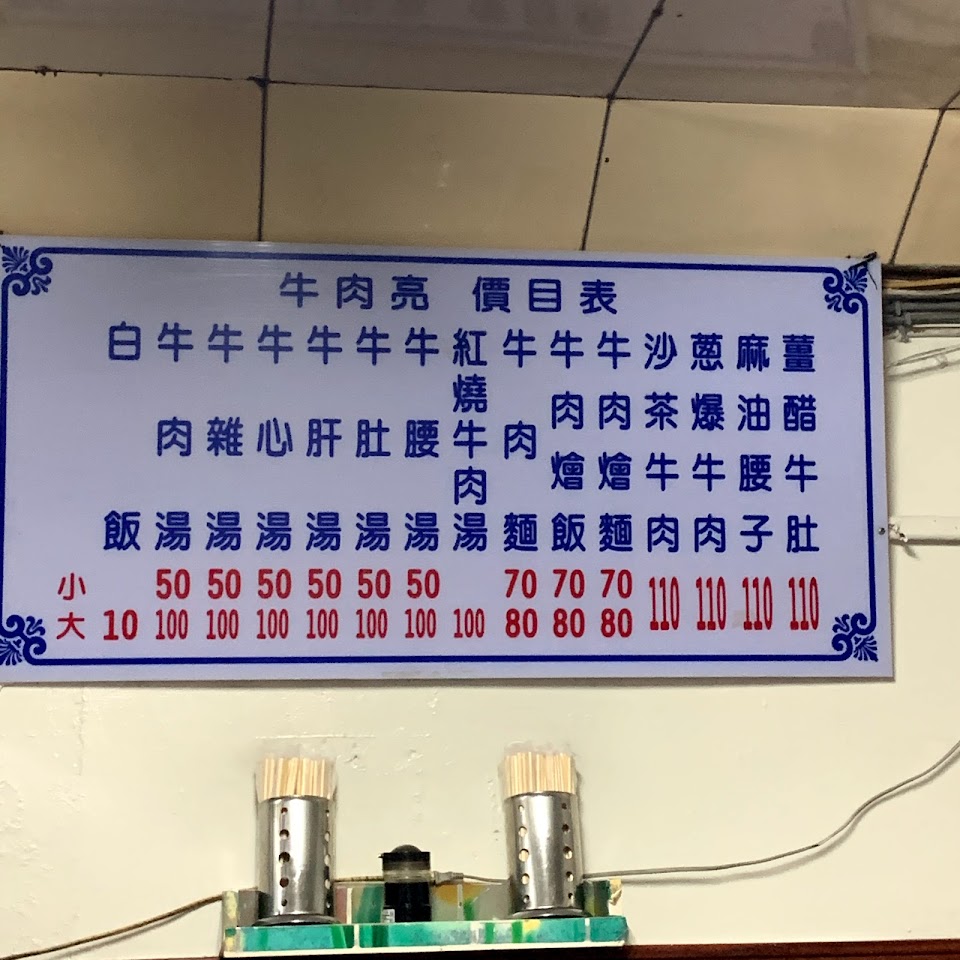 牛肉亮 價目表
薑醋牛肚 110
麻油腰子 110
蔥爆牛肉 110
沙茶牛肉 110
牛肉燴麵 70 80
牛肉燴飯 70 80
牛肉麵 70 80
紅燒牛肉湯 100
牛腰湯 50 100
牛肚湯 50 100
牛肝湯 50 100
牛心湯 50 100
牛雜湯 50 100
牛肉湯 50 100
白飯 10
小 大